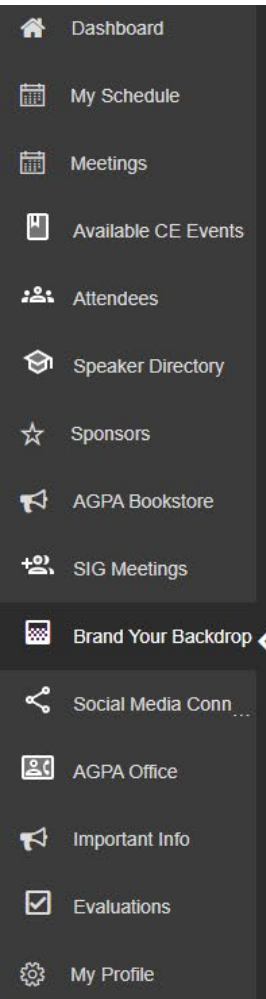 Dashboard
My Schedule
Meetings
Available CE Events
Attendees
Speaker Directory
Sponsors
AGPA Bookstore
SIG Meetings
Brand Your Backdrop
Social Media Conn...
AGPA Office
Important Info
Evaluations
My Profile